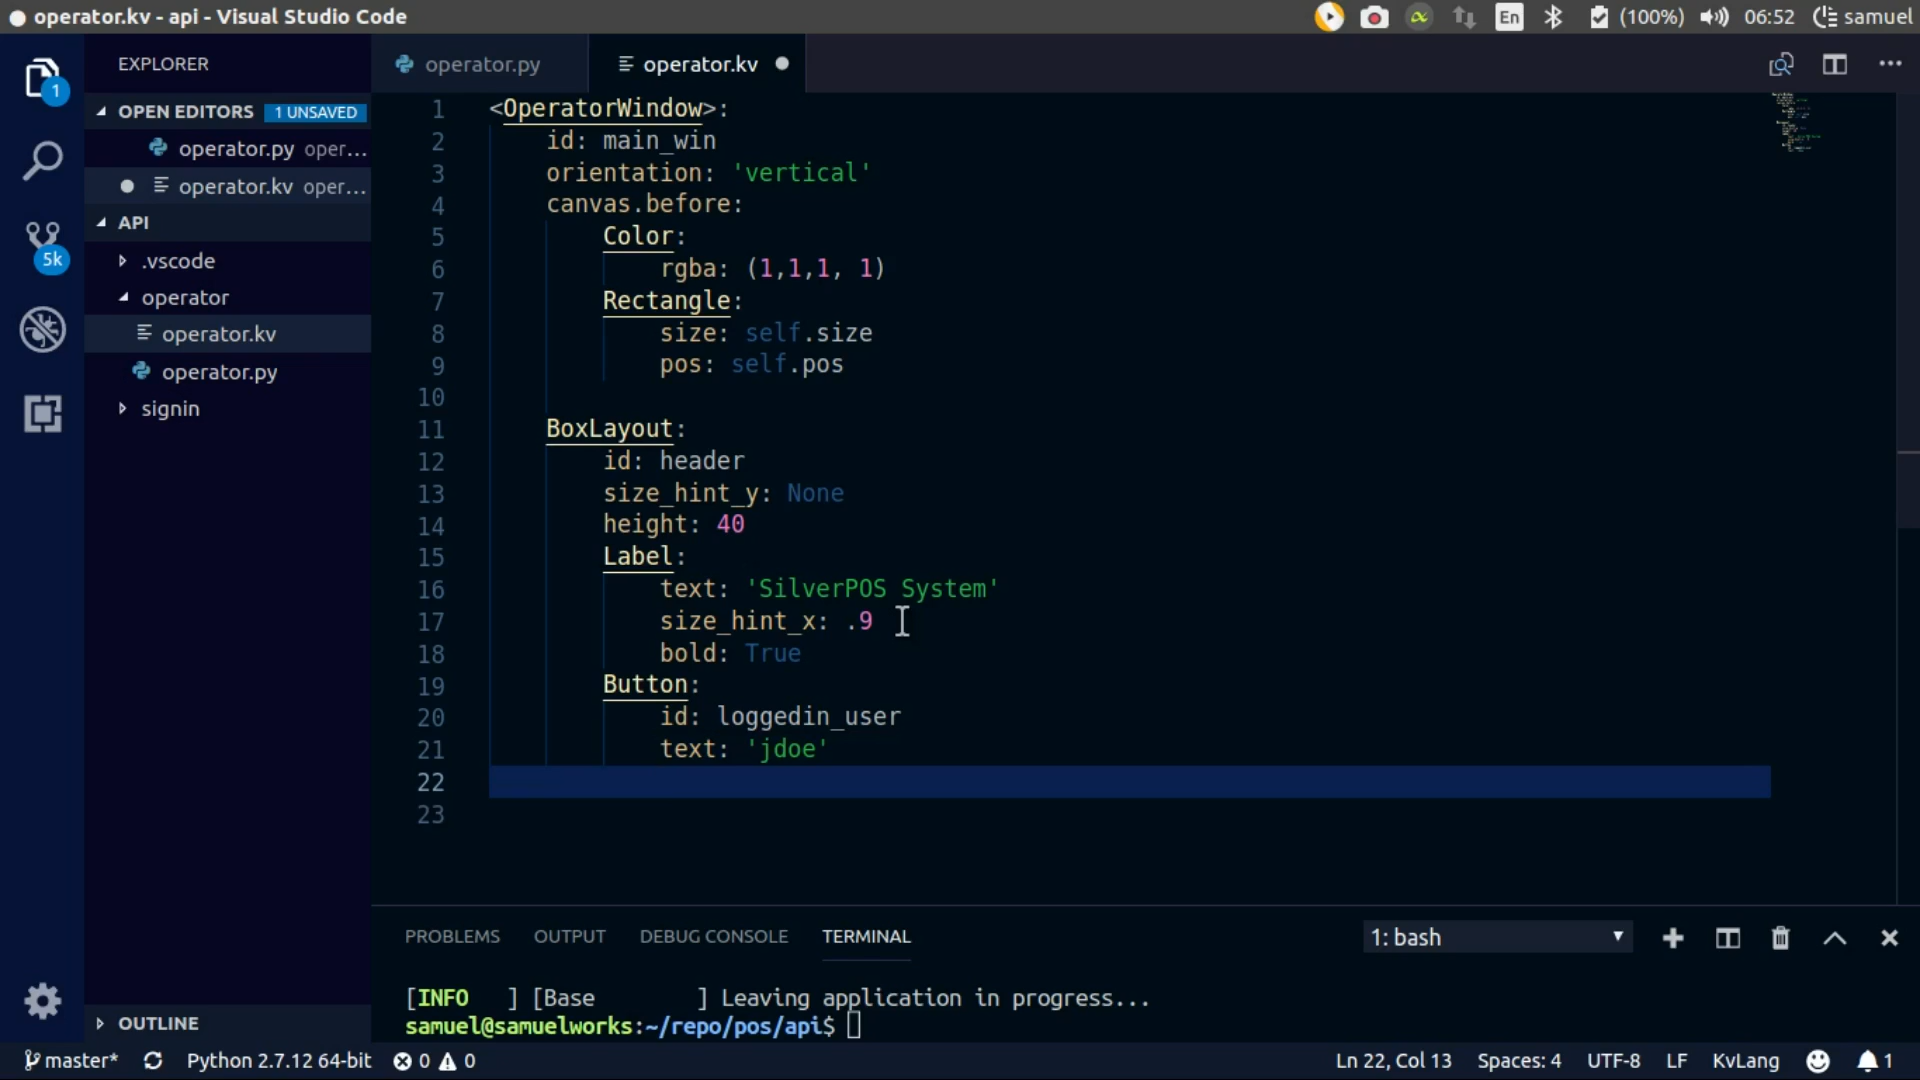 operator.kv - api - Visual Studio Code
En
(100%)
06:52
samuel
1
5k
EXPLORER
OPEN EDITORS 1 UNSAVED
operator.py oper...
operator.kv oper...
API
.vscode
operator
operator.kv
operator.py
signin
OUTLINE
operator.py
operator.kv
1 <OperatorWindow>:
2 id: main_win
3 orientation: 'vertical'
4 canvas.before:
5 Color:
6 rgba: (1,1,1, 1)
7 Rectangle:
8 size: self.size
9 pos: self.pos
10
11 BoxLayout:
12 id: header
13 size_hint_y: None
14 height: 40
15 Label:
16 text: 'SilverPOS System'
17 size_hint_x: .9
18 bold: True
19 Button:
20 id: loggedin_user
21 text: 'jdoe'
22
23
PROBLEMS OUTPUT DEBUG CONSOLE TERMINAL
1: bash
[INFO   ] [Base        ] Leaving application in progress...
samuel@samuelworks:~/repo/pos/api$
master* Python 2.7.12 64-bit 0 0 Ln 22, Col 13 Spaces: 4 UTF-8 LF KvLang 1